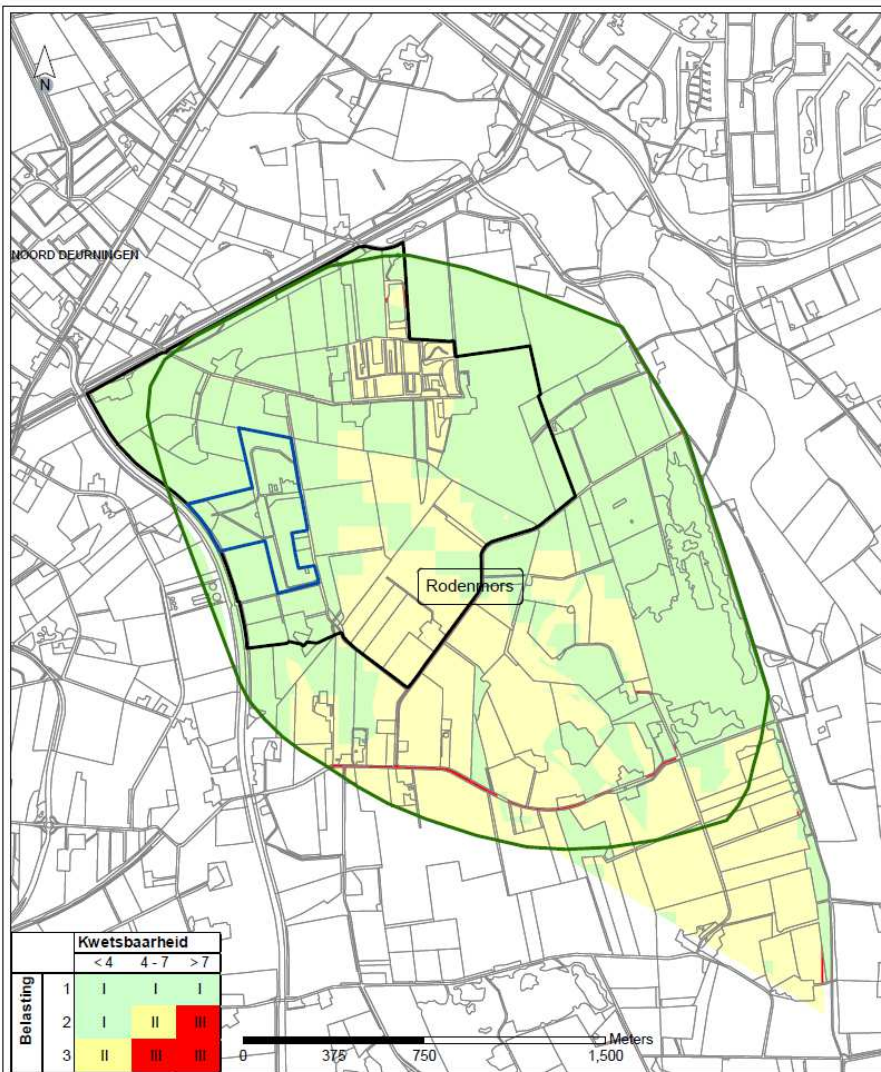 N
NOORD DEURNINGEN
Rodenmors
Kwetsbaarheid
< 4 4 - 7 > 7
Belasting
1 I I I
2 I II III
3 II III III
Meters
0 375 750 1,500